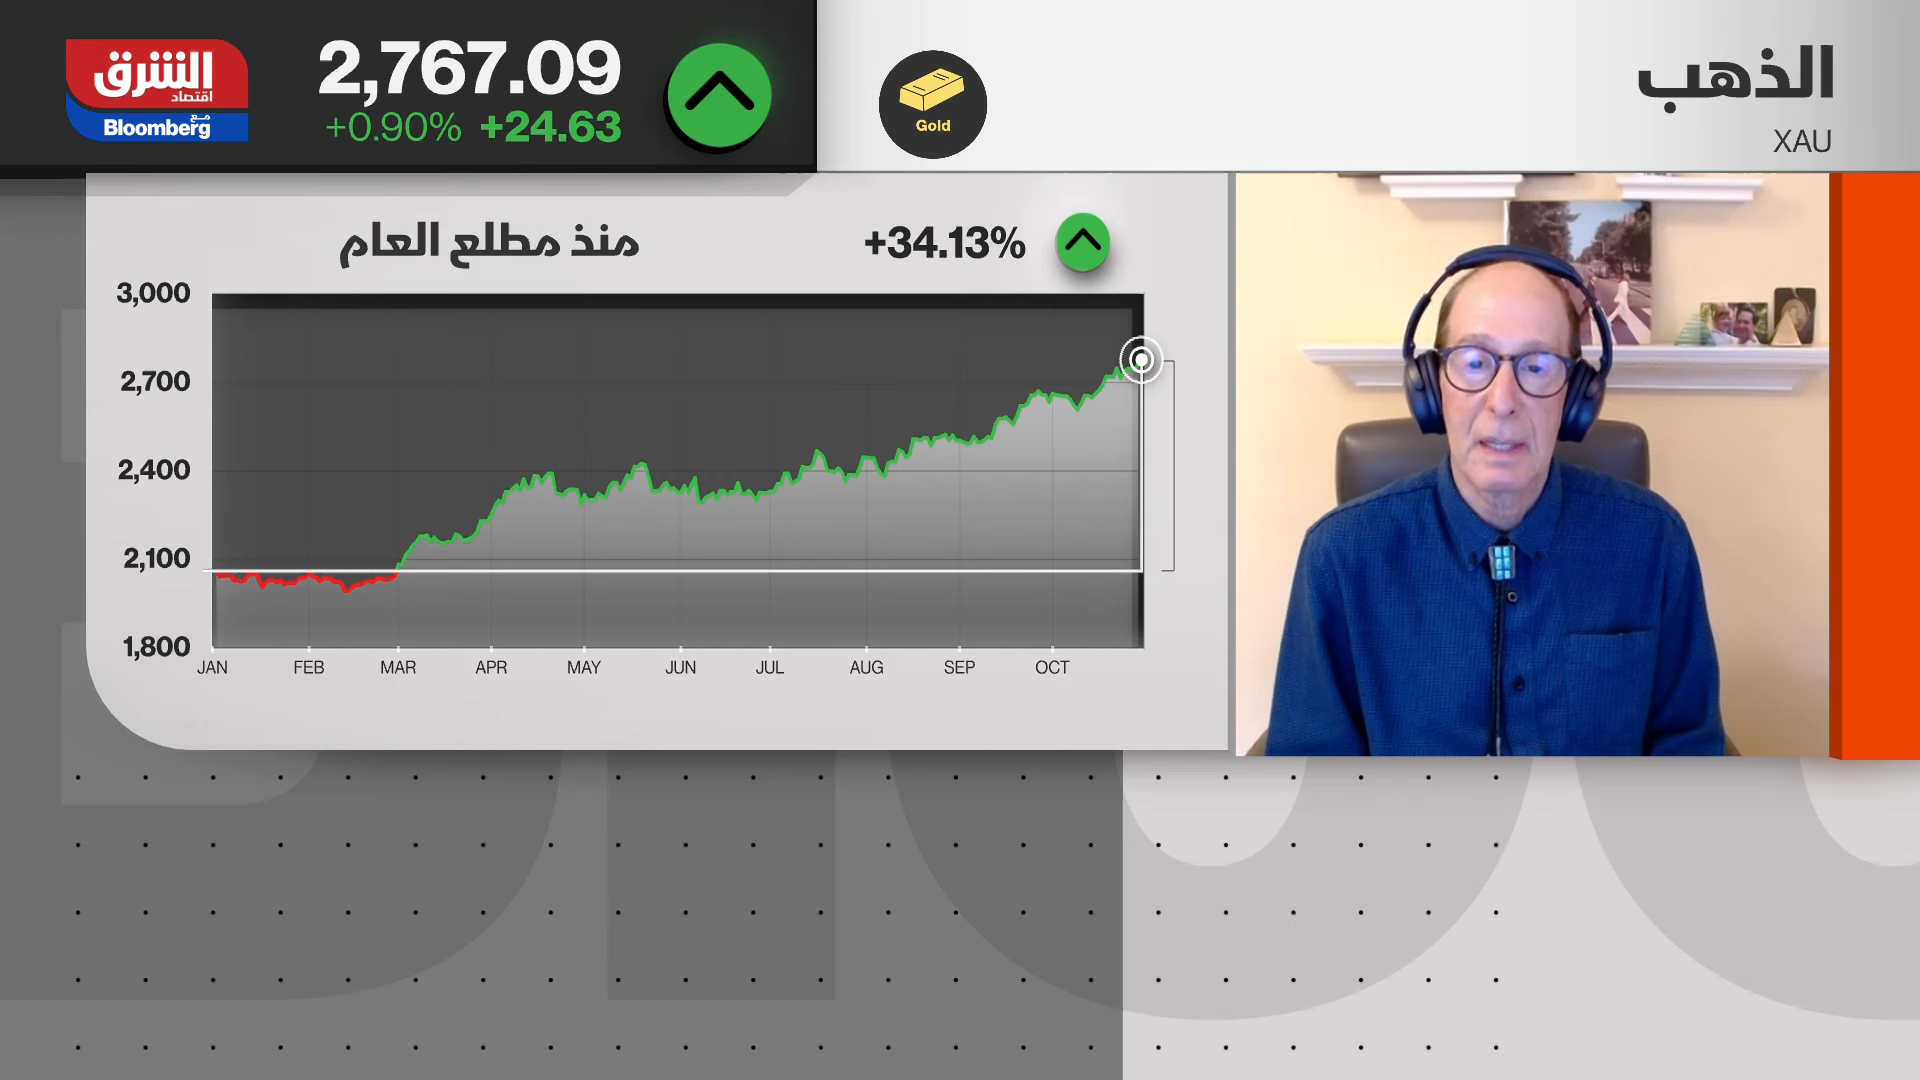 الشرق
اقتصاد
مع
Bloomberg
2,767.09
+0.90% +24.63
Gold
الذهب
XAU
منذ مطلع العام
+34.13%
3,000
2,700
2,400
2,100
1,800
JAN FEB MAR APR MAY JUN JUL AUG SEP OCT